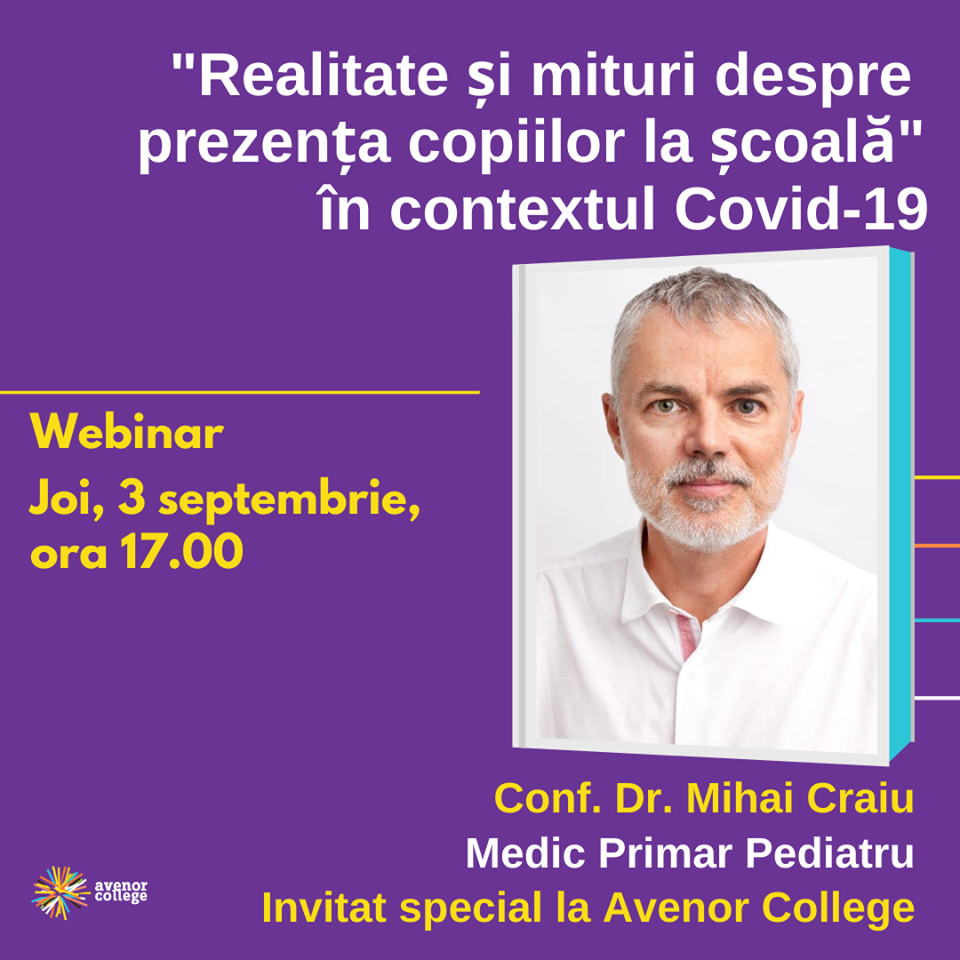 "Realitate și mituri despre
prezența copiilor la școală"
în contextul Covid-19
Webinar
Joi, 3 septembrie,
ora 17.00
Conf. Dr. Mihai Craiu
Medic Primar Pediatru
Invitat special la Avenor College
avenor
college